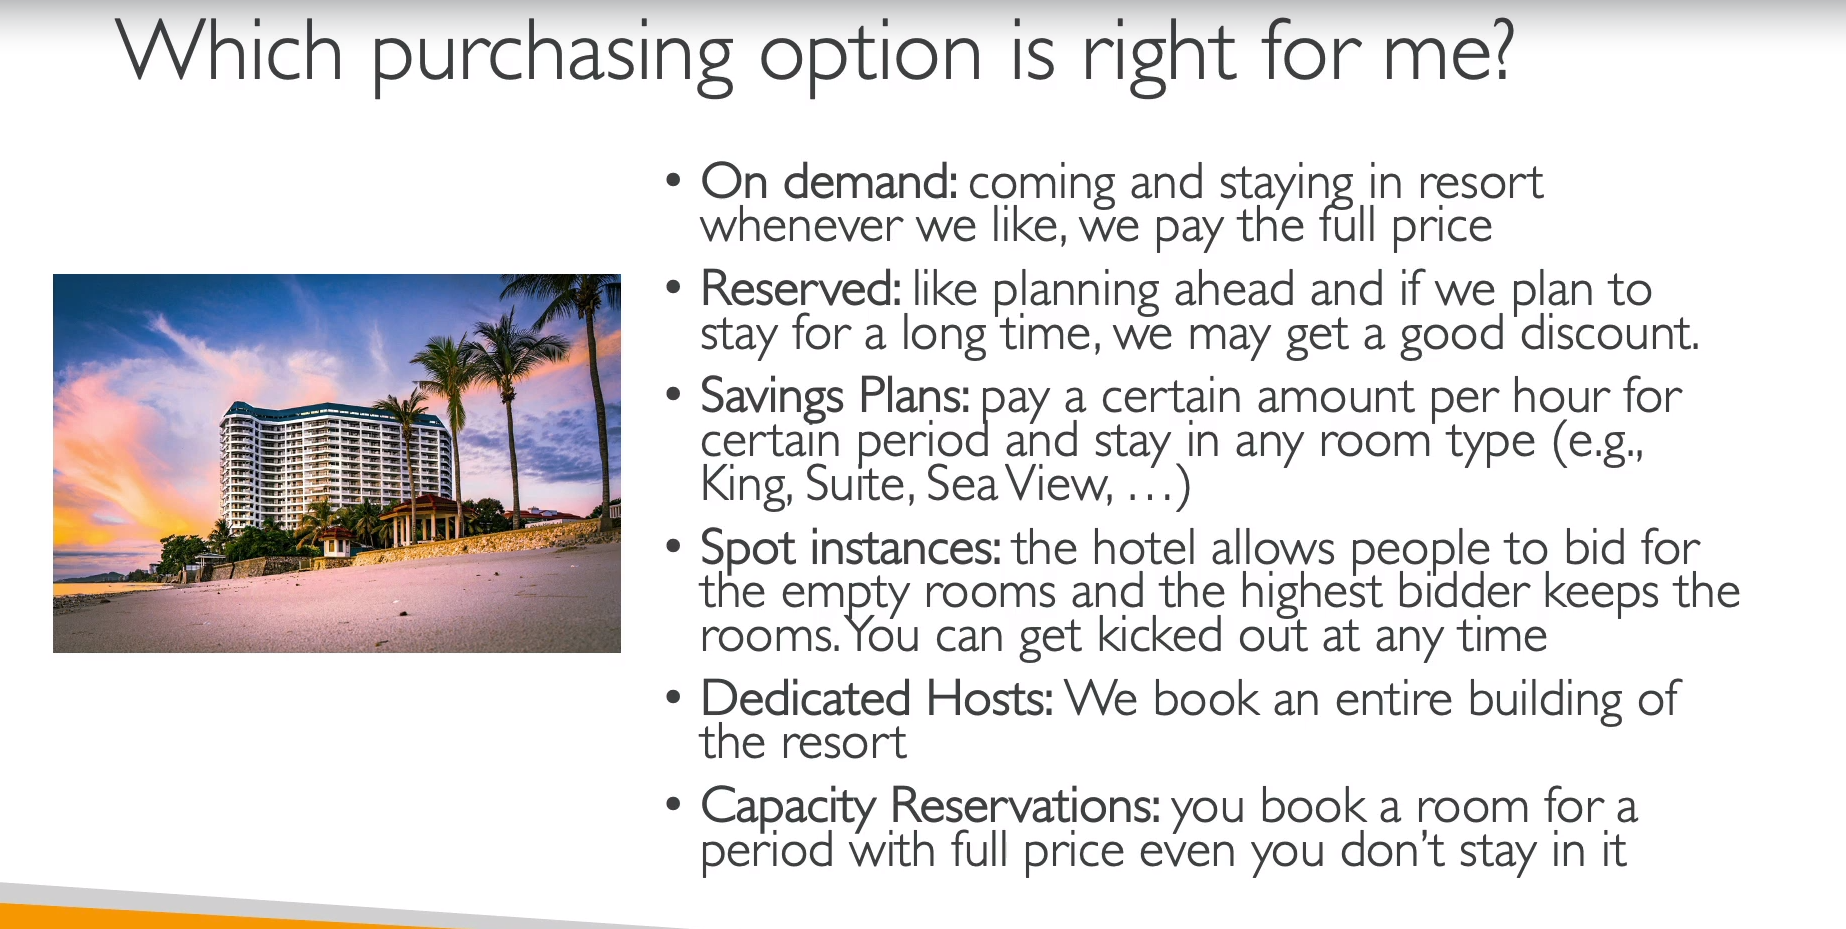 Which purchasing option is right for me?
• On demand: coming and staying in resort
whenever we like, we pay the full price
• Reserved: like planning ahead and if we plan to
stay for a long time, we may get a good discount.
• Savings Plans: pay a certain amount per hour for
certain period and stay in any room type (e.g.,
King, Suite, Sea View, …)
• Spot instances: the hotel allows people to bid for
the empty rooms and the highest bidder keeps the
rooms. You can get kicked out at any time
• Dedicated Hosts: We book an entire building of
the resort
• Capacity Reservations: you book a room for a
period with full price even you don’t stay in it